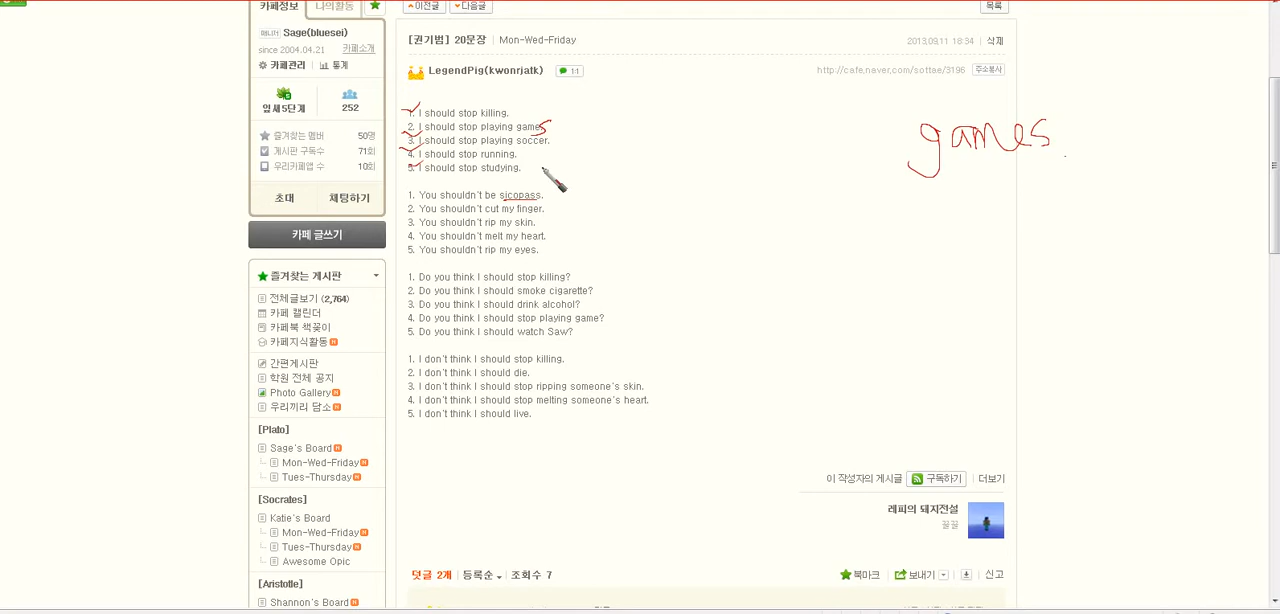 카페정보
나의활동
이전글
다음글
목록
매니저 Sage(bluesei)
since 2004.04.21 카페소개
카페관리 통계
잎새5단계 252
즐겨찾는 멤버 50명
게시판 구독수 71회
우리카페앱 수 10회
초대 채팅하기
카페 글쓰기
즐겨찾는 게시판
전체글보기 (2,764)
카페 캘린더
카페북 책꽂이
카페지식활동
간편게시판
학원 전체 공지
Photo Gallery
우리끼리 담소
[Plato]
Sage's Board
Mon-Wed-Friday
Tues-Thursday
[Socrates]
Katie's Board
Mon-Wed-Friday
Tues-Thursday
Awesome Opic
[Aristotle]
Shannon's Board
[권기범] 20문장 Mon-Wed-Friday 2013.09.11 18:34 삭제
LegendPig(kwonrjatk) 1:1 http://cafe.naver.com/sottae/3196 주소복사
1. I should stop killing.
2. I should stop playing games
3. I should stop playing soccer.
4. I should stop running.
5. I should stop studying.
games
1. You shouldn't be sicopass.
2. You shouldn't cut my finger.
3. You shouldn't rip my skin.
4. You shouldn't melt my heart.
5. You shouldn't rip my eyes.
1. Do you think I should stop killing?
2. Do you think I should smoke cigarette?
3. Do you think I should drink alcohol?
4. Do you think I should stop playing game?
5. Do you think I should watch Saw?
1. I don't think I should stop killing.
2. I don't think I should die.
3. I don't think I should stop ripping someone's skin.
4. I don't think I should stop melting someone's heart.
5. I don't think I should live.
이 작성자의 게시글 구독하기 더보기
레피의 돼지전설
꿀꿀
덧글 2개 등록순 조회수 7 북마크 보내기 신고